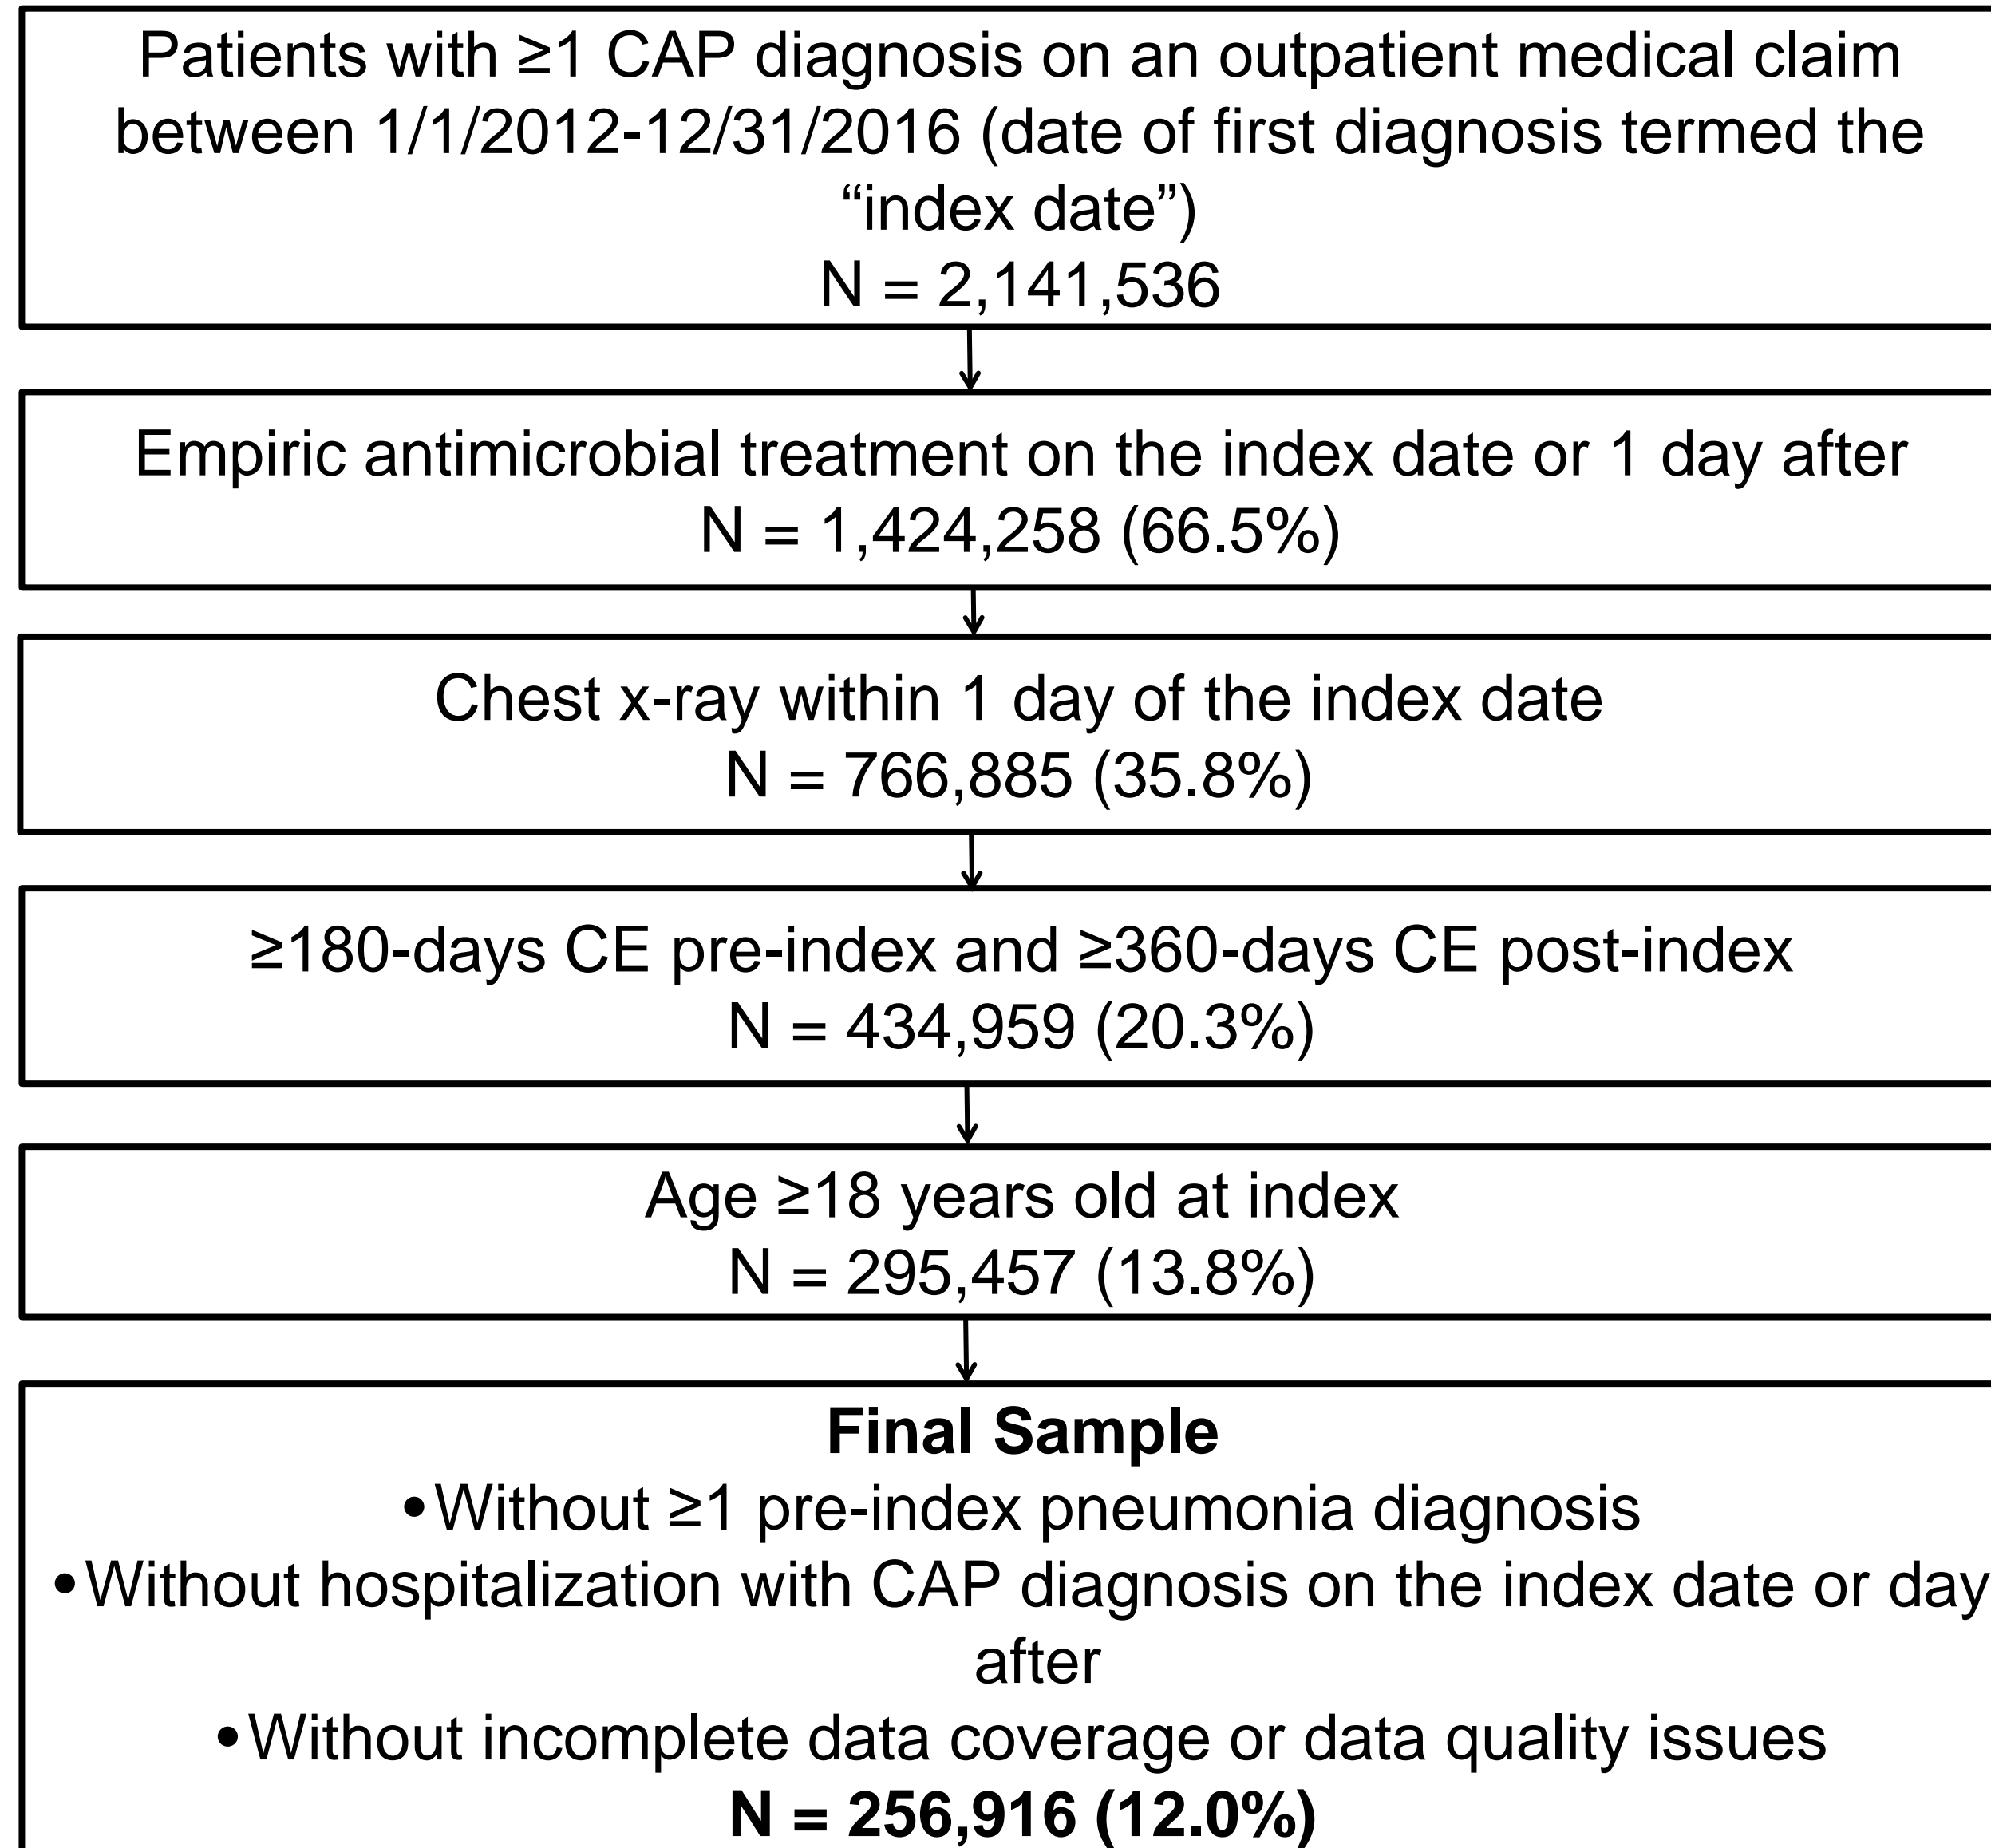 Patients with ≥1 CAP diagnosis on an outpatient medical claim
between 1/1/2012-12/31/2016 (date of first diagnosis termed the
“index date”)
N = 2,141,536
Empiric antimicrobial treatment on the index date or 1 day after
N = 1,424,258 (66.5%)
Chest x-ray within 1 day of the index date
N = 766,885 (35.8%)
≥180-days CE pre-index and ≥360-days CE post-index
N = 434,959 (20.3%)
Age ≥18 years old at index
N = 295,457 (13.8%)
Final Sample
•Without ≥1 pre-index pneumonia diagnosis
•Without hospitalization with CAP diagnosis on the index date or day
after
•Without incomplete data coverage or data quality issues
N = 256,916 (12.0%)